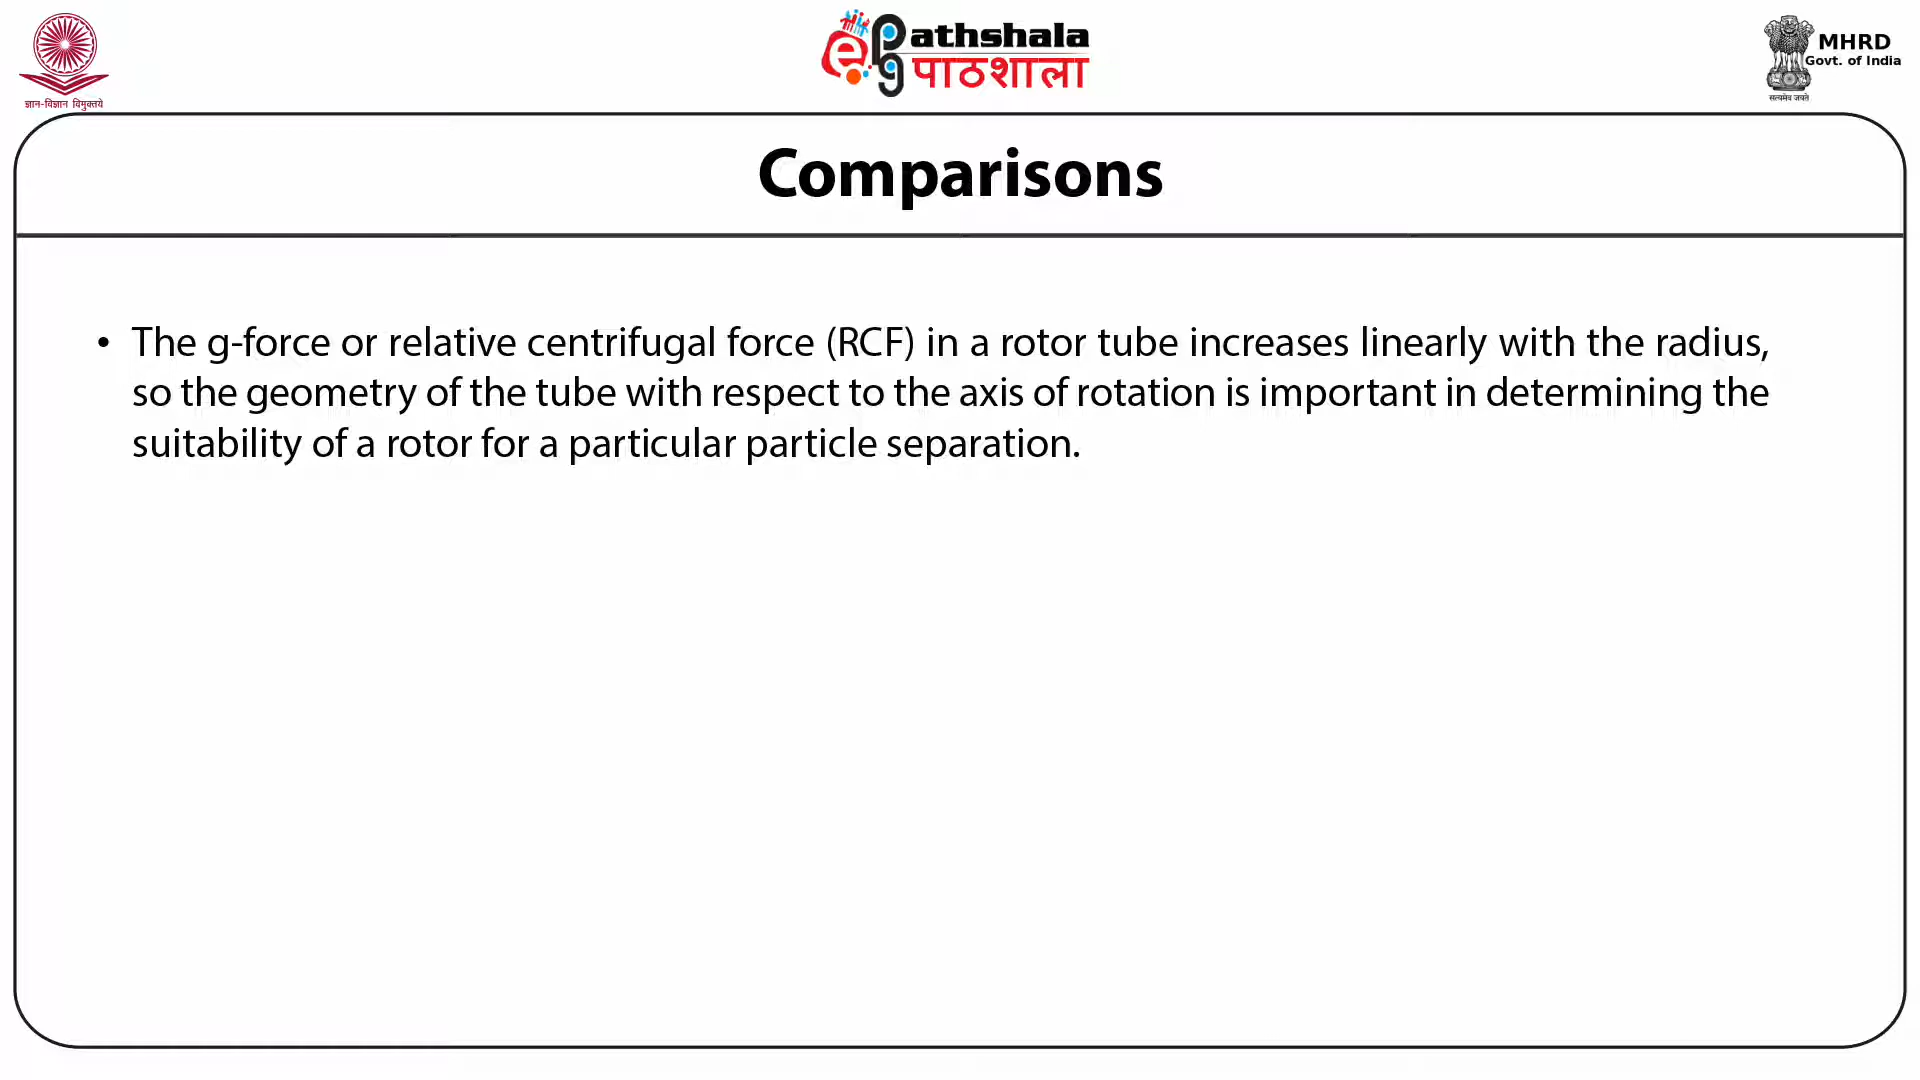 ज्ञान-विज्ञान विमुक्तये
ePg Pathshala
पाठशाला
सत्यमेव जयते
MHRD
Govt. of India
Comparisons
• The g-force or relative centrifugal force (RCF) in a rotor tube increases linearly with the radius,
so the geometry of the tube with respect to the axis of rotation is important in determining the
suitability of a rotor for a particular particle separation.